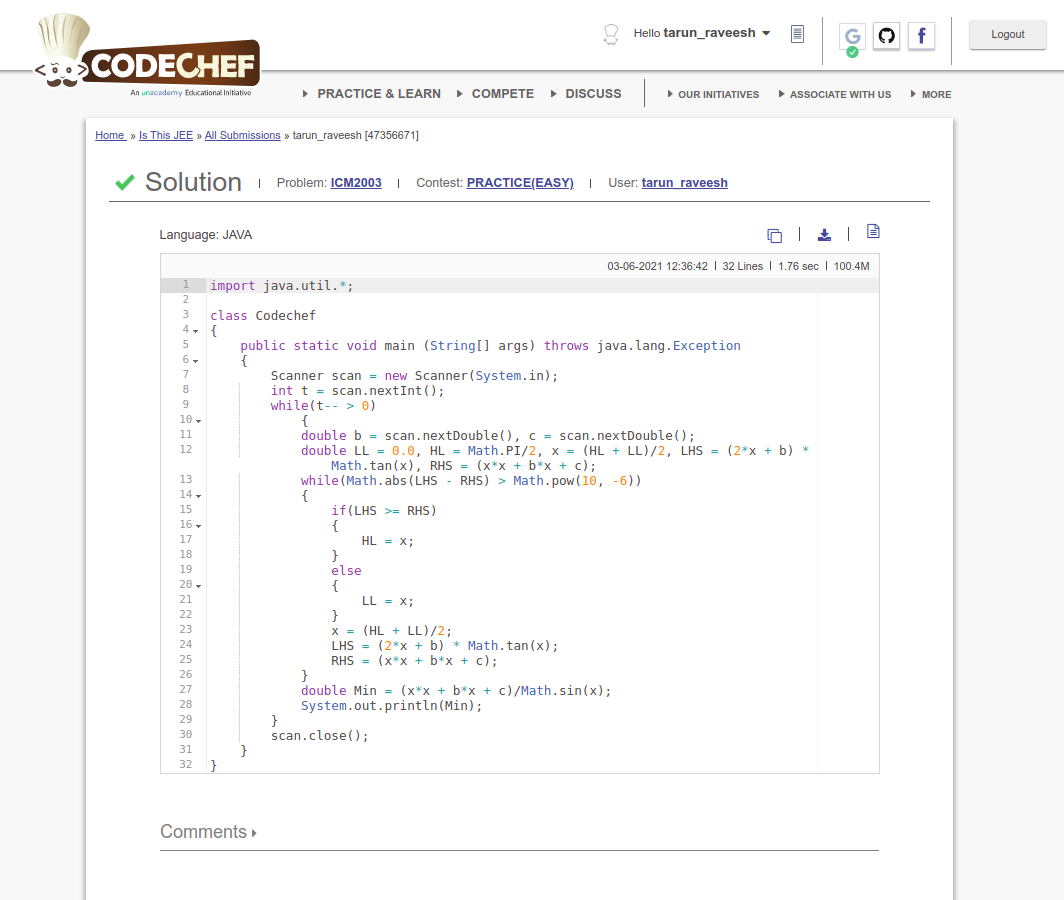 Hello tarun_raveesh
Logout
CODECHEF
An unacademy Educational Initiative
PRACTICE & LEARN COMPETE DISCUSS OUR INITIATIVES ASSOCIATE WITH US MORE
Home » Is This JEE » All Submissions » tarun_raveesh [47356671]
Solution | Problem: ICM2003 | Contest: PRACTICE(EASY) | User: tarun_raveesh
Language: JAVA
03-06-2021 12:36:42 | 32 Lines | 1.76 sec | 100.4M
1 import java.util.*;
2
3 class Codechef
4 {
5     public static void main (String[] args) throws java.lang.Exception
6     {
7         Scanner scan = new Scanner(System.in);
8         int t = scan.nextInt();
9         while(t-- > 0)
10             {
11             double b = scan.nextDouble(), c = scan.nextDouble();
12             double LL = 0.0, HL = Math.PI/2, x = (HL + LL)/2, LHS = (2*x + b) *
                Math.tan(x), RHS = (x*x + b*x + c);
13             while(Math.abs(LHS - RHS) > Math.pow(10, -6))
14             {
15                 if(LHS >= RHS)
16                 {
17                     HL = x;
18                 }
19                 else
20                 {
21                     LL = x;
22                 }
23                 x = (HL + LL)/2;
24                 LHS = (2*x + b) * Math.tan(x);
25                 RHS = (x*x + b*x + c);
26             }
27             double Min = (x*x + b*x + c)/Math.sin(x);
28             System.out.println(Min);
29         }
30         scan.close();
31     }
32 }
Comments